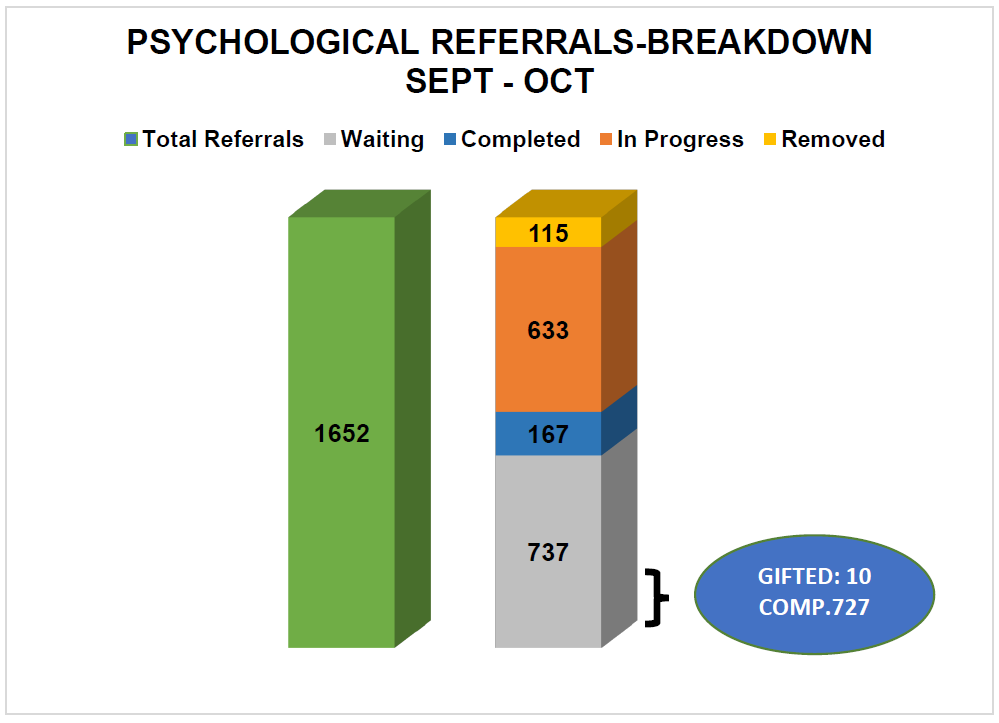 PSYCHOLOGICAL REFERRALS-BREAKDOWN
SEPT - OCT
Total Referrals Waiting Completed In Progress Removed
115
633
1652
167
737
GIFTED: 10
COMP.727